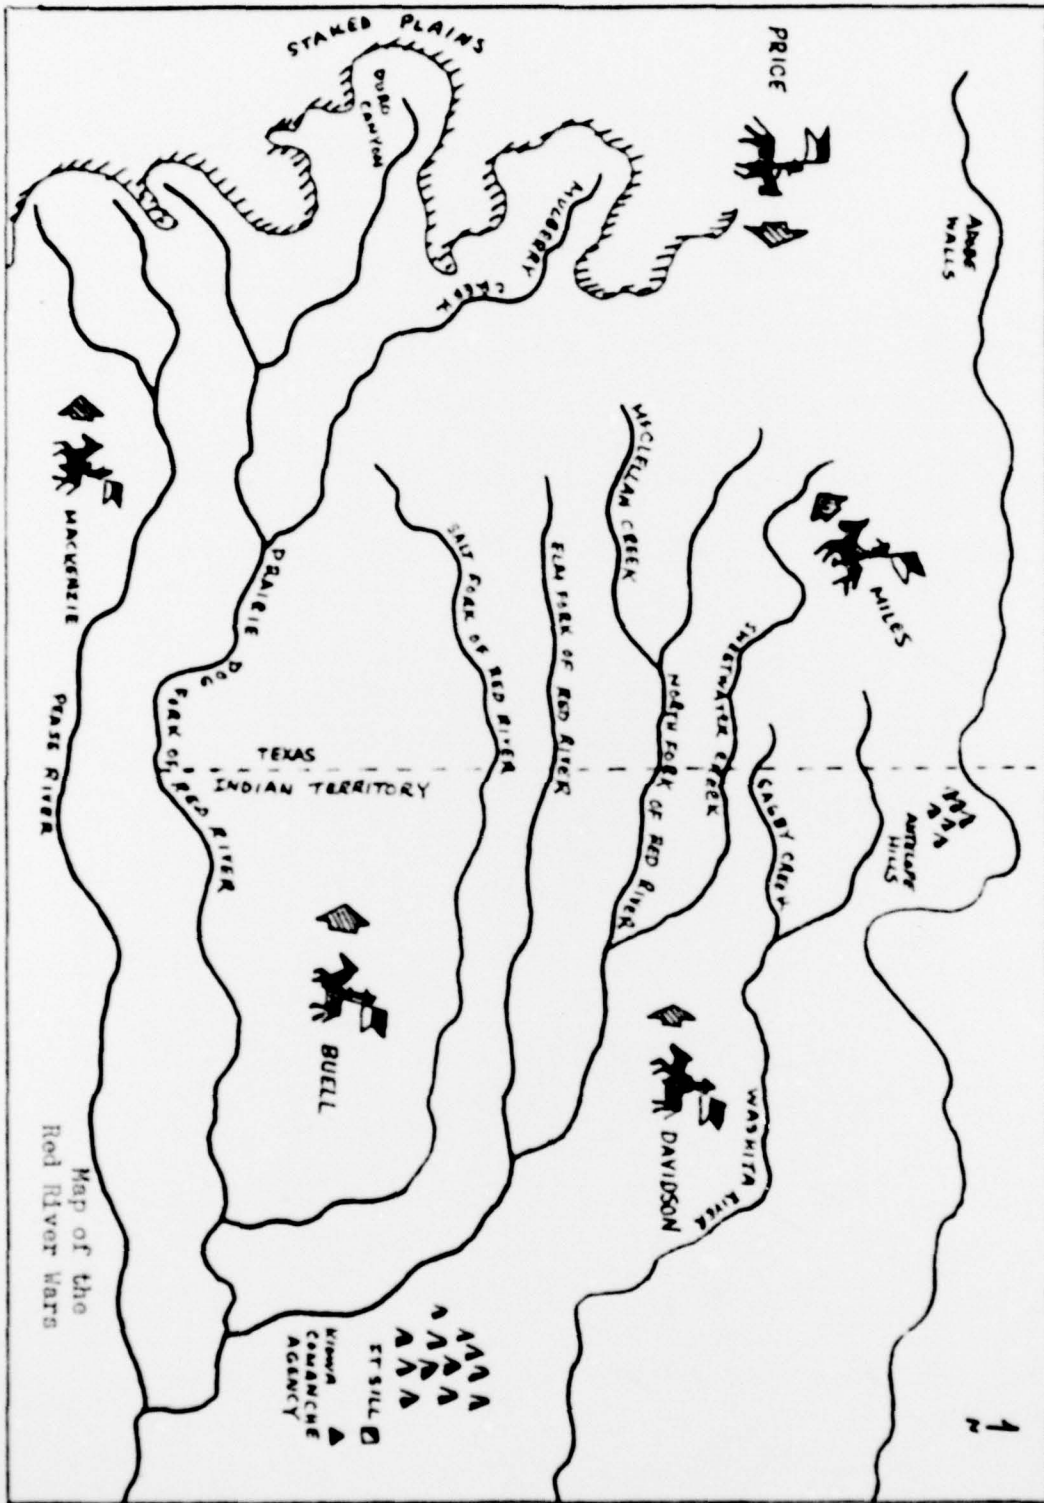 STAKED PLAINS
DURO
CANYON
PRICE
ADOBE
WALLS
MULBERRY
CREEK
MACKENZIE
MCCLELLAN CREEK
MILES
SALT FORK OF RED RIVER
ELM FORK OF RED RIVER
SWEETWATER CREEK
NORTH FORK OF RED RIVER
PRAIRIE
DOG
FORK OF RED RIVER
PEASE RIVER
TEXAS
INDIAN TERRITORY
GAGBY CREEK
ANTELOPE
HILLS
BUELL
DAVIDSON
WASHITA
RIVER
FT SILL
KIOWA
COMANCHE
AGENCY
N
Map of the
Red River Wars